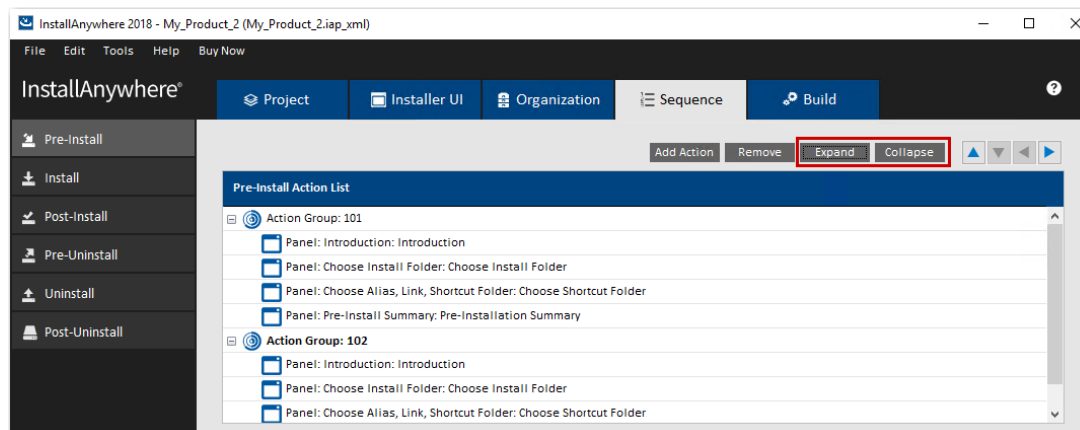 InstallAnywhere 2018 - My_Product_2 (My_Product_2.iap_xml)
File Edit Tools Help Buy Now
InstallAnywhere®
Project Installer UI Organization Sequence Build
Pre-Install
Install
Post-Install
Pre-Uninstall
Uninstall
Post-Uninstall
Add Action Remove Expand Collapse
Pre-Install Action List
Action Group: 101
Panel: Introduction: Introduction
Panel: Choose Install Folder: Choose Install Folder
Panel: Choose Alias, Link, Shortcut Folder: Choose Shortcut Folder
Panel: Pre-Install Summary: Pre-Installation Summary
Action Group: 102
Panel: Introduction: Introduction
Panel: Choose Install Folder: Choose Install Folder
Panel: Choose Alias, Link, Shortcut Folder: Choose Shortcut Folder